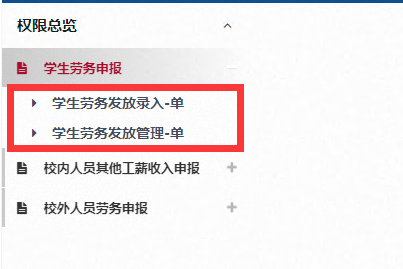 权限总览
学生劳务申报
学生劳务发放录入-单
学生劳务发放管理-单
校内人员其他工薪收入申报
校外人员劳务申报